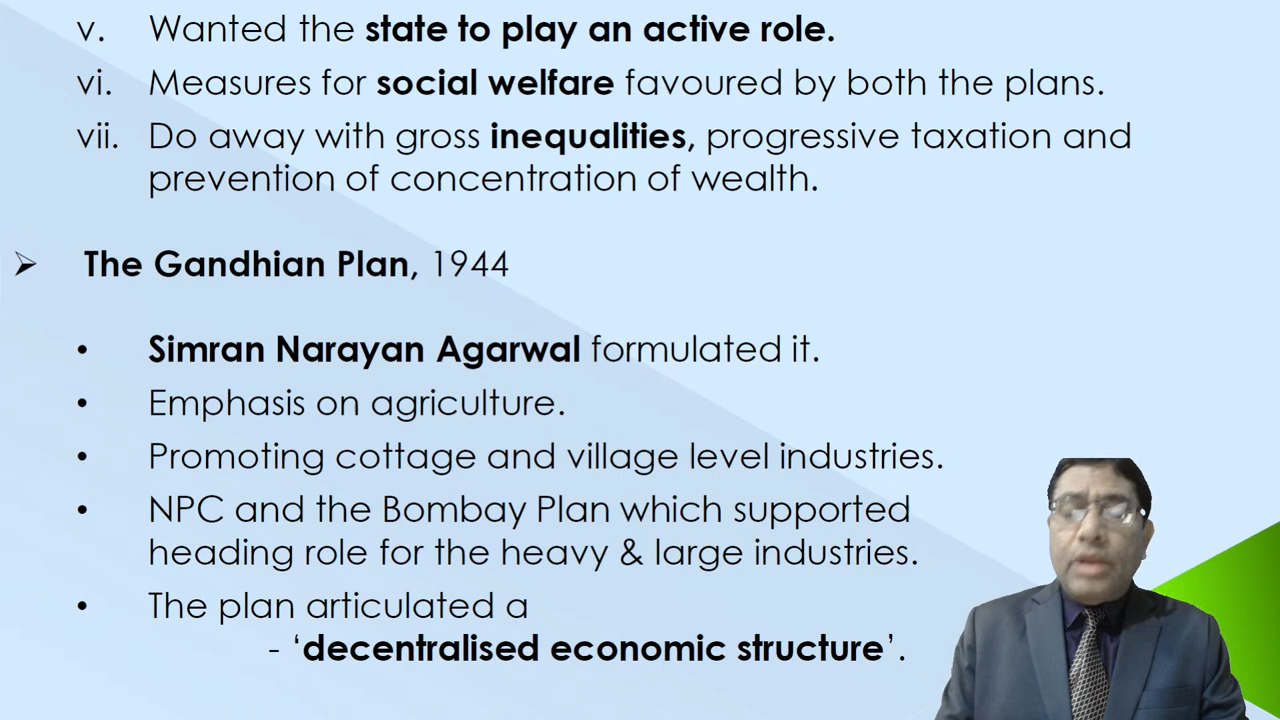 v. Wanted the state to play an active role.
vi. Measures for social welfare favoured by both the plans.
vii. Do away with gross inequalities, progressive taxation and
prevention of concentration of wealth.
➢ The Gandhian Plan, 1944
• Simran Narayan Agarwal formulated it.
• Emphasis on agriculture.
• Promoting cottage and village level industries.
• NPC and the Bombay Plan which supported
heading role for the heavy & large industries.
• The plan articulated a
- ‘decentralised economic structure’.